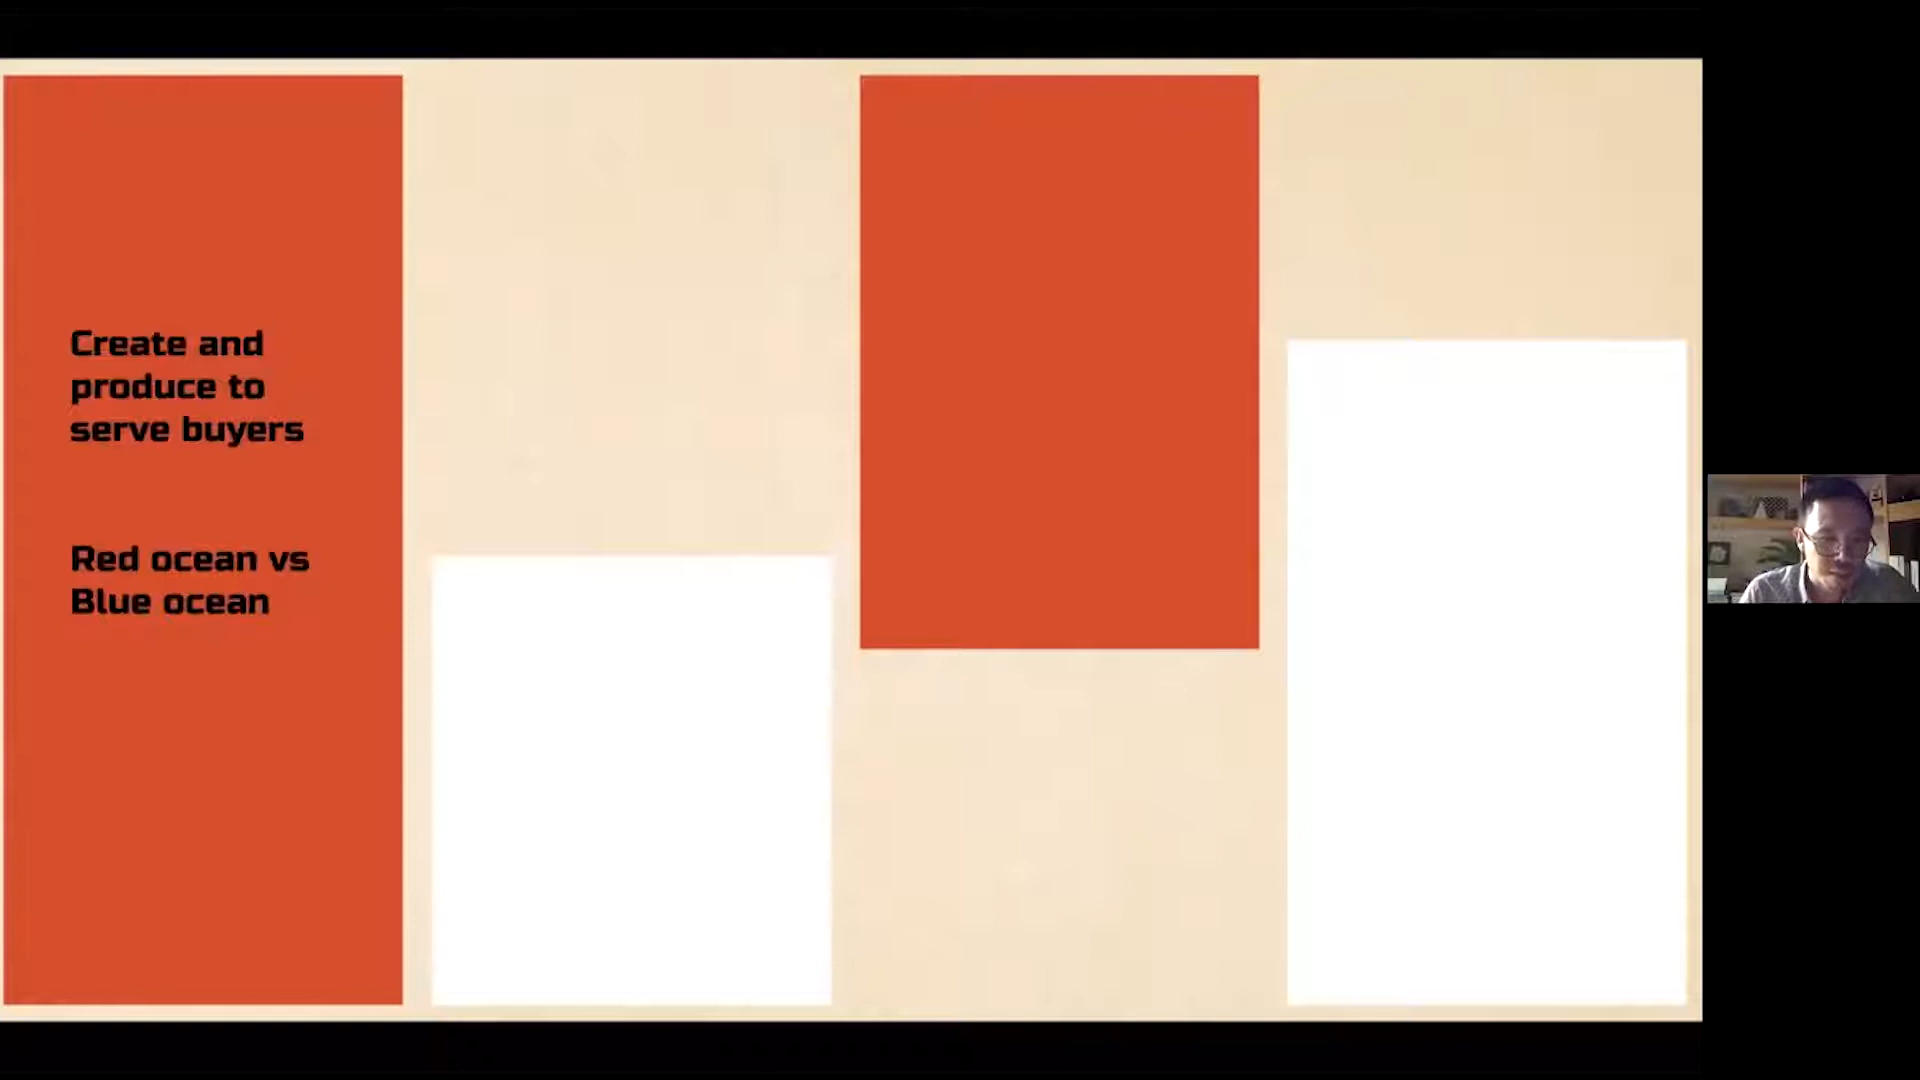 Create and
produce to
serve buyers
Red ocean vs
Blue ocean